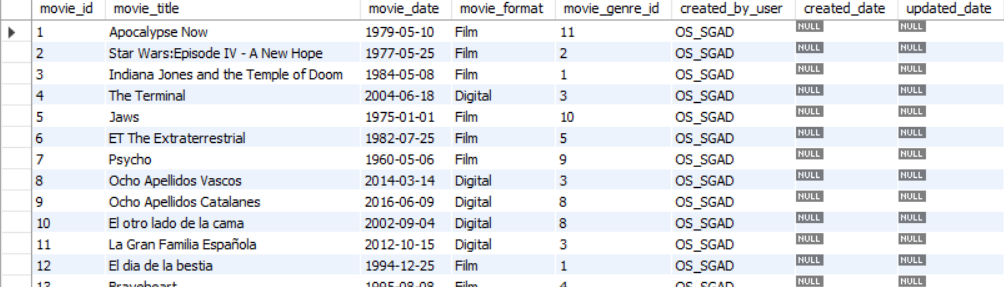 movie_id movie_title movie_date movie_format movie_genre_id created_by_user created_date updated_date
1 Apocalypse Now 1979-05-10 Film 11 OS_SGAD NULL NULL
2 Star Wars:Episode IV - A New Hope 1977-05-25 Film 2 OS_SGAD NULL NULL
3 Indiana Jones and the Temple of Doom 1984-05-08 Film 1 OS_SGAD NULL NULL
4 The Terminal 2004-06-18 Digital 3 OS_SGAD NULL NULL
5 Jaws 1975-01-01 Film 10 OS_SGAD NULL NULL
6 ET The Extraterrestrial 1982-07-25 Film 5 OS_SGAD NULL NULL
7 Psycho 1960-05-06 Film 9 OS_SGAD NULL NULL
8 Ocho Apellidos Vascos 2014-03-14 Digital 3 OS_SGAD NULL NULL
9 Ocho Apellidos Catalanes 2016-06-09 Digital 8 OS_SGAD NULL NULL
10 El otro lado de la cama 2002-09-04 Digital 8 OS_SGAD NULL NULL
11 La Gran Familia Española 2012-10-15 Digital 3 OS_SGAD NULL NULL
12 El dia de la bestia 1994-12-25 Film 1 OS_SGAD NULL NULL
13 Braveheart 1995-08-08 Film 4 OS_SGAD NULL NULL